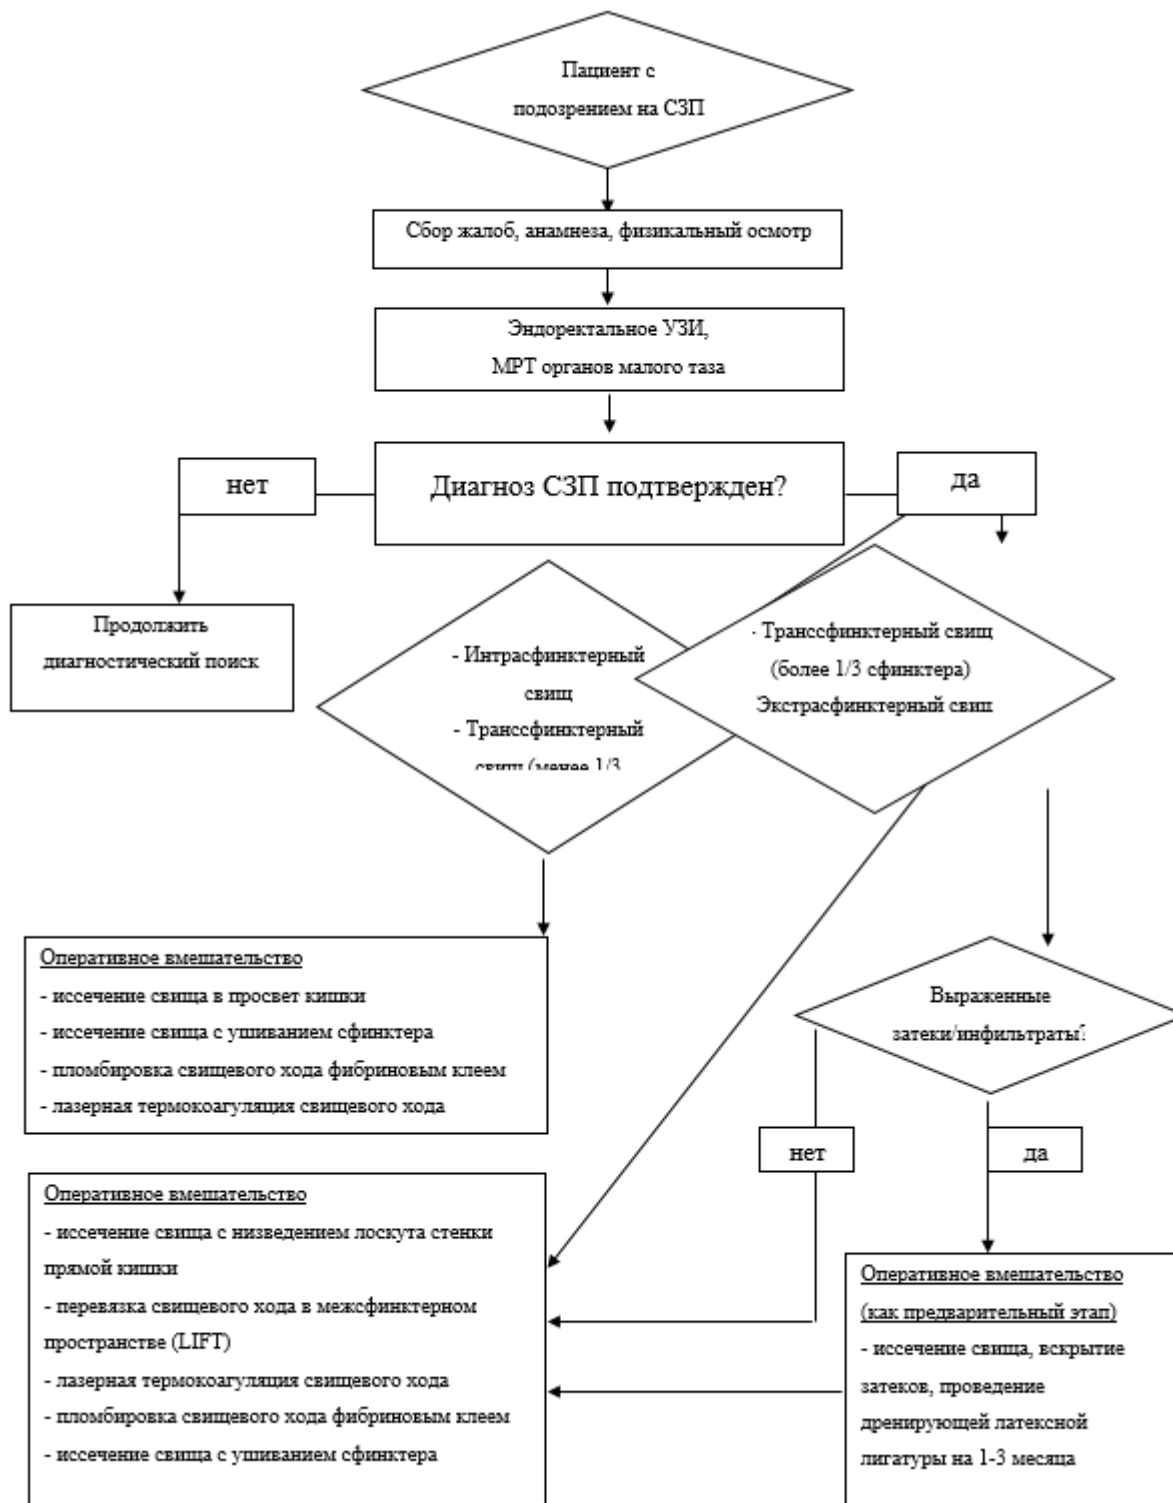 Пациент с
подозрением на СЗП
Сбор жалоб, анамнеза, физикальный осмотр
Эндоректальное УЗИ,
МРТ органов малого таза
нет
Диагноз СЗП подтвержден?
да
Продолжить
диагностический поиск
- Интрасфинктерный
свищ
- Транссфинктерный
свищ (менее 1/3
- Транссфинктерный свищ
(более 1/3 сфинктера)
Экстрасфинктерный свищ
Оперативное вмешательство
- иссечение свища в просвет кишки
- иссечение свища с ушиванием сфинктера
- пломбировка свищевого хода фибриновым клеем
- лазерная термокоагуляция свищевого хода
Выраженные
затеки/инфильтраты?
нет
да
Оперативное вмешательство
- иссечение свища с низведением лоскута стенки
прямой кишки
- перевязка свищевого хода в межсфинктерном
пространстве (LIFT)
- лазерная термокоагуляция свищевого хода
- пломбировка свищевого хода фибриновым клеем
- иссечение свища с ушиванием сфинктера
Оперативное вмешательство
(как предварительный этап)
- иссечение свища, вскрытие
затеков, проведение
дренирующей латексной
лигатуры на 1-3 месяца